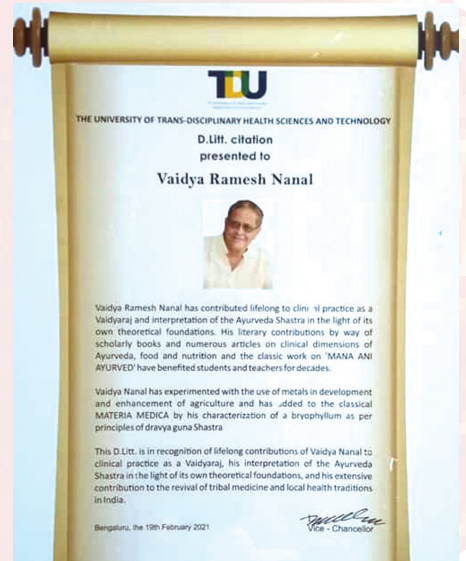 TDU
THE UNIVERSITY OF TRANS-DISCIPLINARY HEALTH SCIENCES AND TECHNOLOGY
D.Litt. citation
presented to
Vaidya Ramesh Nanal
Vaidya Ramesh Nanal has contributed lifelong to practice as a
Vaidyaraj and interpretation of the Ayurveda Shastra in the light of its
own theoretical foundations. His literary contributions by way of
scholarly books and numerous articles on clinical dimensions of
Ayurveda, food and nutrition and the classic work on 'MANA ANI
AYURVED' have benefited students and teachers for decades.
Vaidya Nanal has experimented with the use of metals in development
and enhancement of agriculture and has added to the classical
MATERIA MEDICA by his characterization of a bryophyllum as per
principles of dravya guna Shastra
This D.Litt. is in recognition of lifelong contributions of Vaidya Nanal to
clinical practice as a Vaidyaraj, his interpretation of the Ayurveda
Shastra in the light of its own theoretical foundations, and his extensive
contribution to the revival of tribal medicine and local health traditions
in India.
Bengaluru, the 19th February 2021
Vice - Chancellor